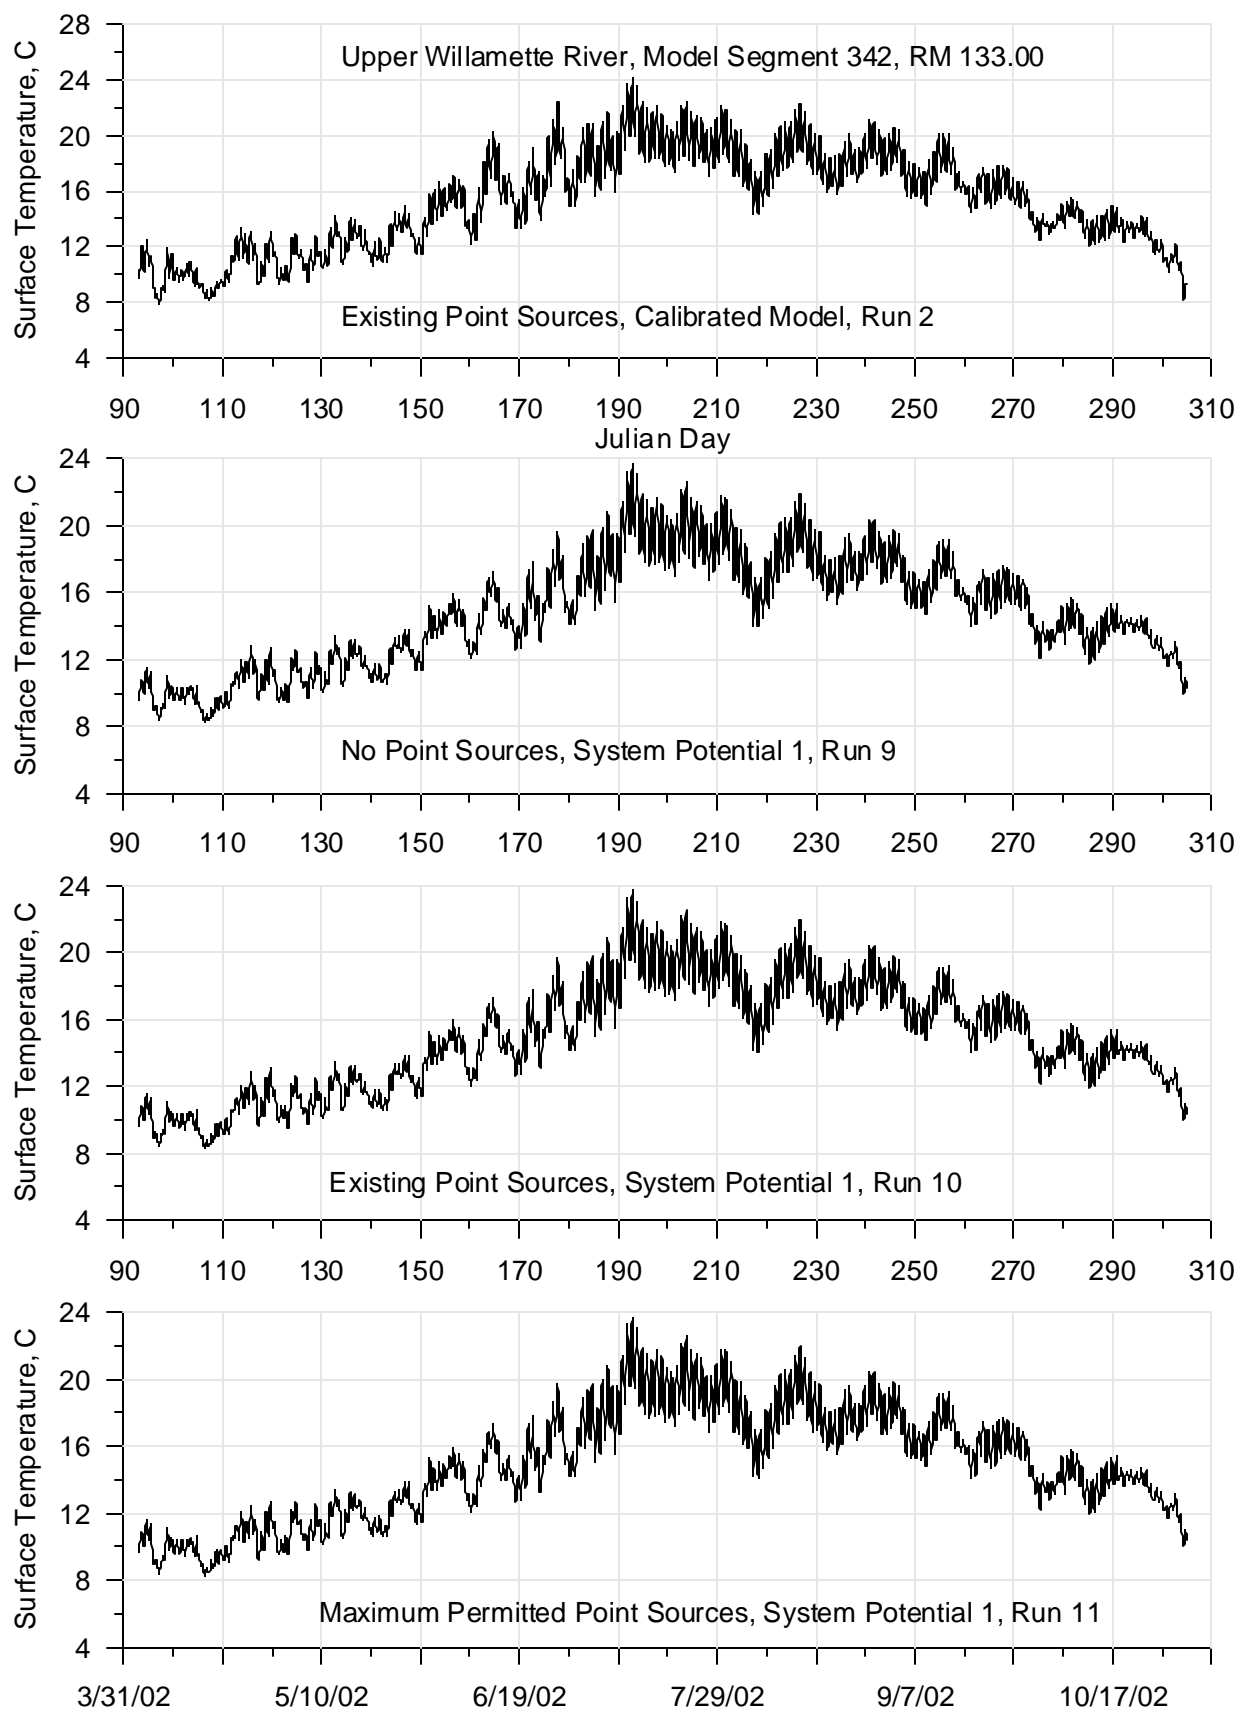 28
Upper Willamette River, Model Segment 342, RM 133.00
24
20
16
12
8
4
Surface Temperature, C
Existing Point Sources, Calibrated Model, Run 2
90 110 130 150 170 190 210 230 250 270 290 310
Julian Day
24
20
16
12
8
4
Surface Temperature, C
No Point Sources, System Potential 1, Run 9
90 110 130 150 170 190 210 230 250 270 290 310
24
20
16
12
8
4
Surface Temperature, C
Existing Point Sources, System Potential 1, Run 10
90 110 130 150 170 190 210 230 250 270 290 310
24
20
16
12
8
4
Surface Temperature, C
Maximum Permitted Point Sources, System Potential 1, Run 11
3/31/02 5/10/02 6/19/02 7/29/02 9/7/02 10/17/02